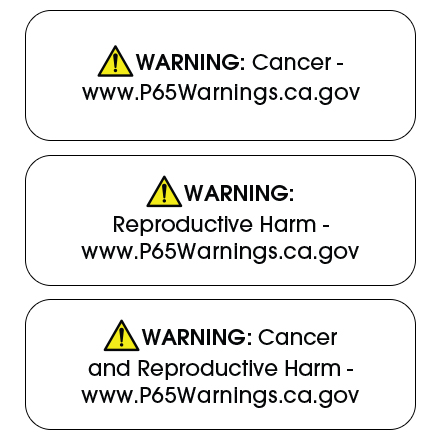 WARNING: Cancer -
www.P65Warnings.ca.gov
WARNING:
Reproductive Harm -
www.P65Warnings.ca.gov
WARNING: Cancer
and Reproductive Harm -
www.P65Warnings.ca.gov